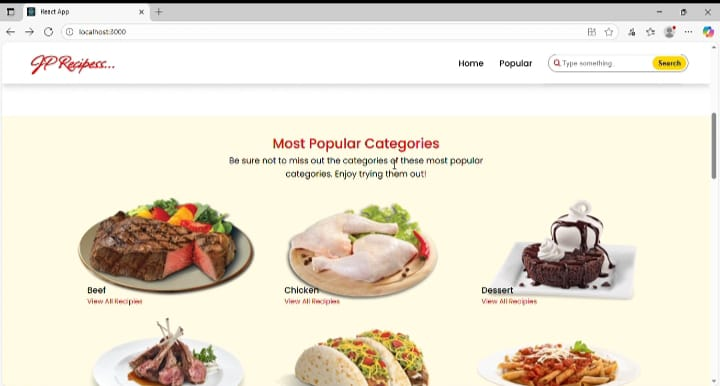 React App
localhost:3000
JP Recipess...
Home
Popular
Type something
Search
Most Popular Categories
Be sure not to miss out the categories of these most popular
categories. Enjoy trying them out!
Beef
View All Recipies
Chicken
View All Recipies
Dessert
View All Recipies